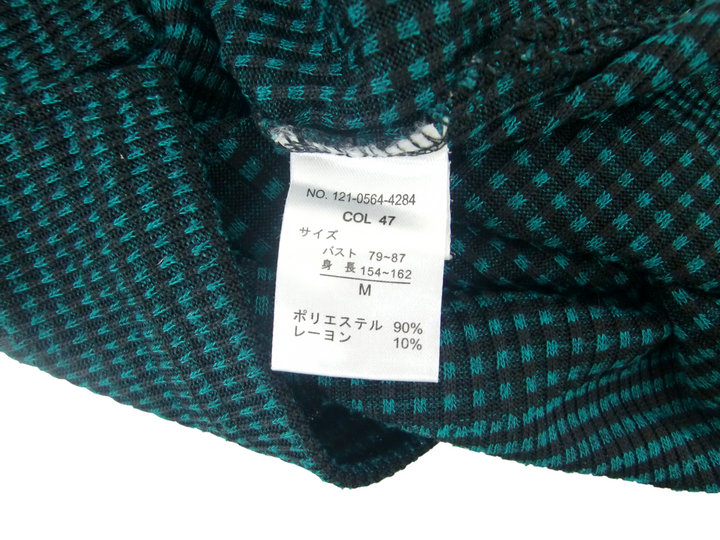 NO. 121-0564-4284
COL 47
サイズ
バスト 79~87
身 長 154~162
M
ポリエステル 90%
レーヨン 10%